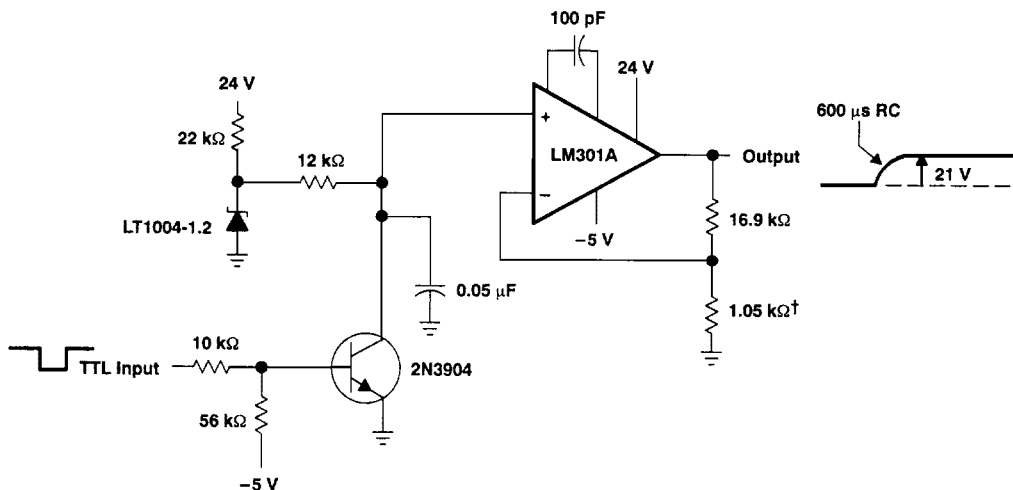 100 pF
24 V
24 V
600 μs RC
22 kΩ
+
12 kΩ
LM301A
Output
21 V
−
LT1004-1.2
−5 V
16.9 kΩ
0.05 μF
1.05 kΩ†
10 kΩ
TTL Input
2N3904
56 kΩ
−5 V